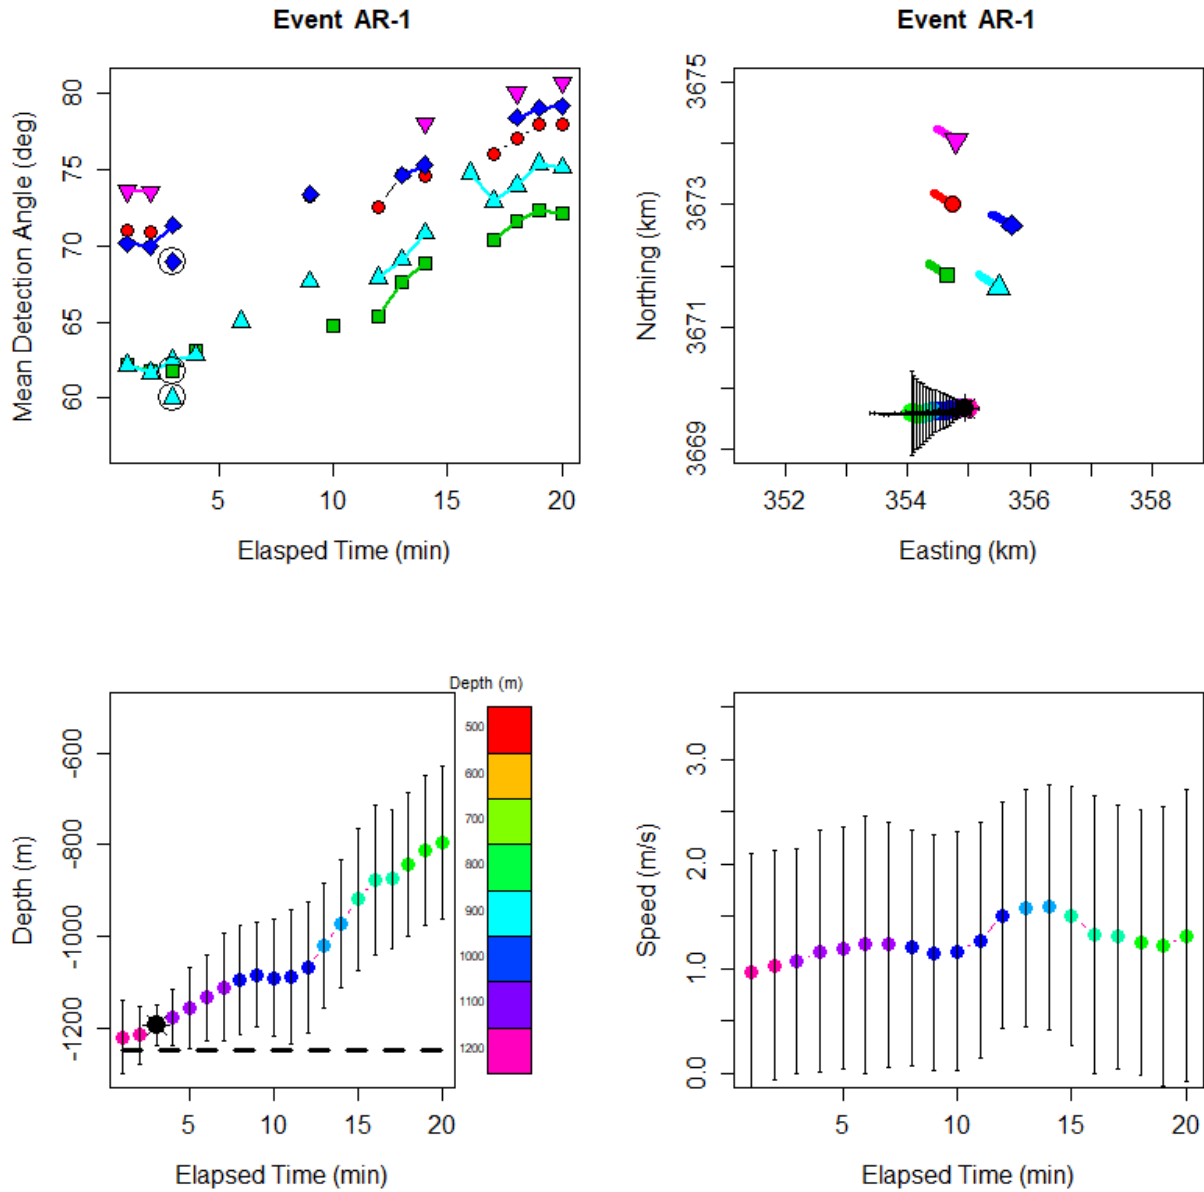 Event AR-1
Mean Detection Angle (deg)
80
75
70
65
60
5 10 15 20
Elasped Time (min)
Event AR-1
Northing (km)
3675
3673
3671
3669
352 354 356 358
Easting (km)
Depth (m)
-600
-800
-1000
-1200
5 10 15 20
Elapsed Time (min)
Depth (m)
500
600
700
800
900
1000
1100
1200
Speed (m/s)
3.0
2.0
1.0
0.0
5 10 15 20
Elapsed Time (min)